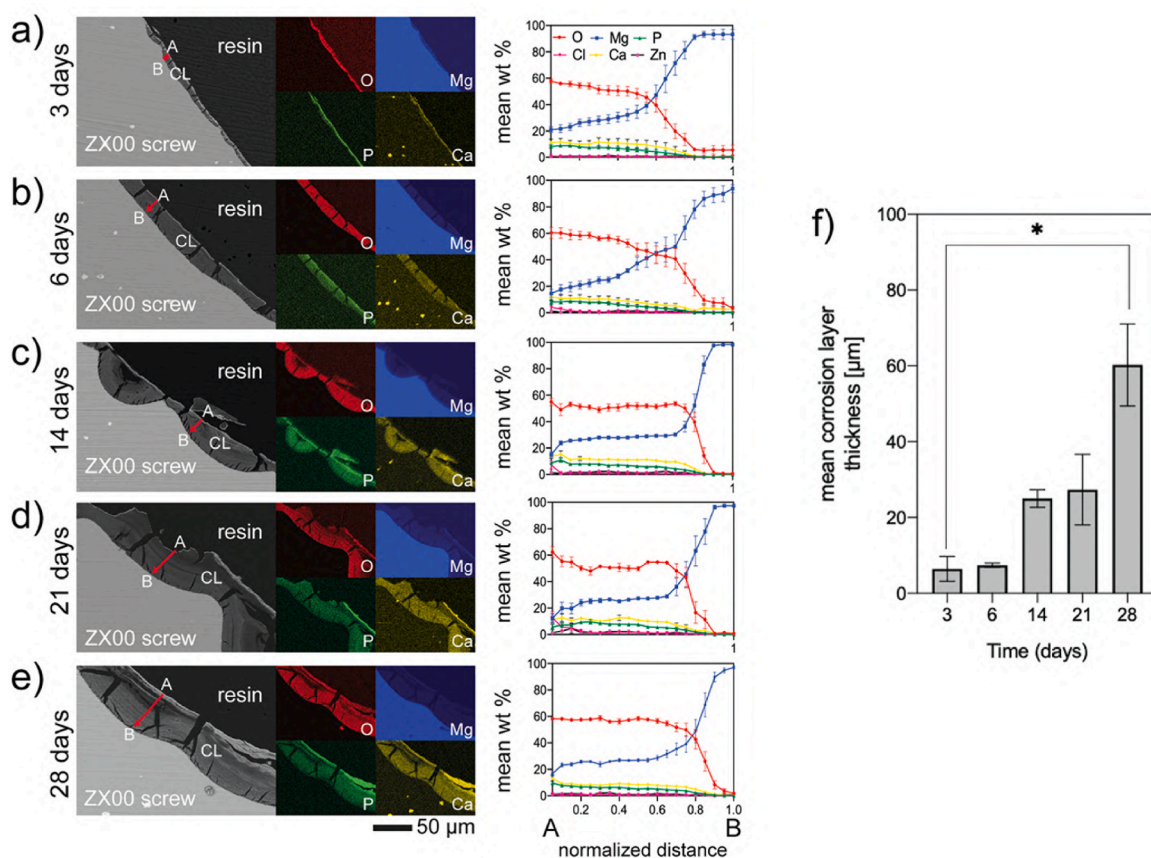 a)
3 days
A
B
CL
resin
ZX00 screw
O
Mg
P
Ca
mean wt %
100
80
60
40
20
0
O Mg P
Cl Ca Zn
1
b)
6 days
A
B
CL
resin
ZX00 screw
O
Mg
P
Ca
mean wt %
100
80
60
40
20
0
1
c)
14 days
A
B
CL
resin
ZX00 screw
O
Mg
P
Ca
mean wt %
100
80
60
40
20
0
1
d)
21 days
A
B
CL
resin
ZX00 screw
O
Mg
P
Ca
mean wt %
100
80
60
40
20
0
1
e)
28 days
A
B
CL
resin
ZX00 screw
O
Mg
P
Ca
50 µm
mean wt %
100
80
60
40
20
0
0.2 0.4 0.6 0.8 1.0
A B
normalized distance
f)
mean corrosion layer
thickness [µm]
100
80
60
40
20
0
*
3 6 14 21 28
Time (days)